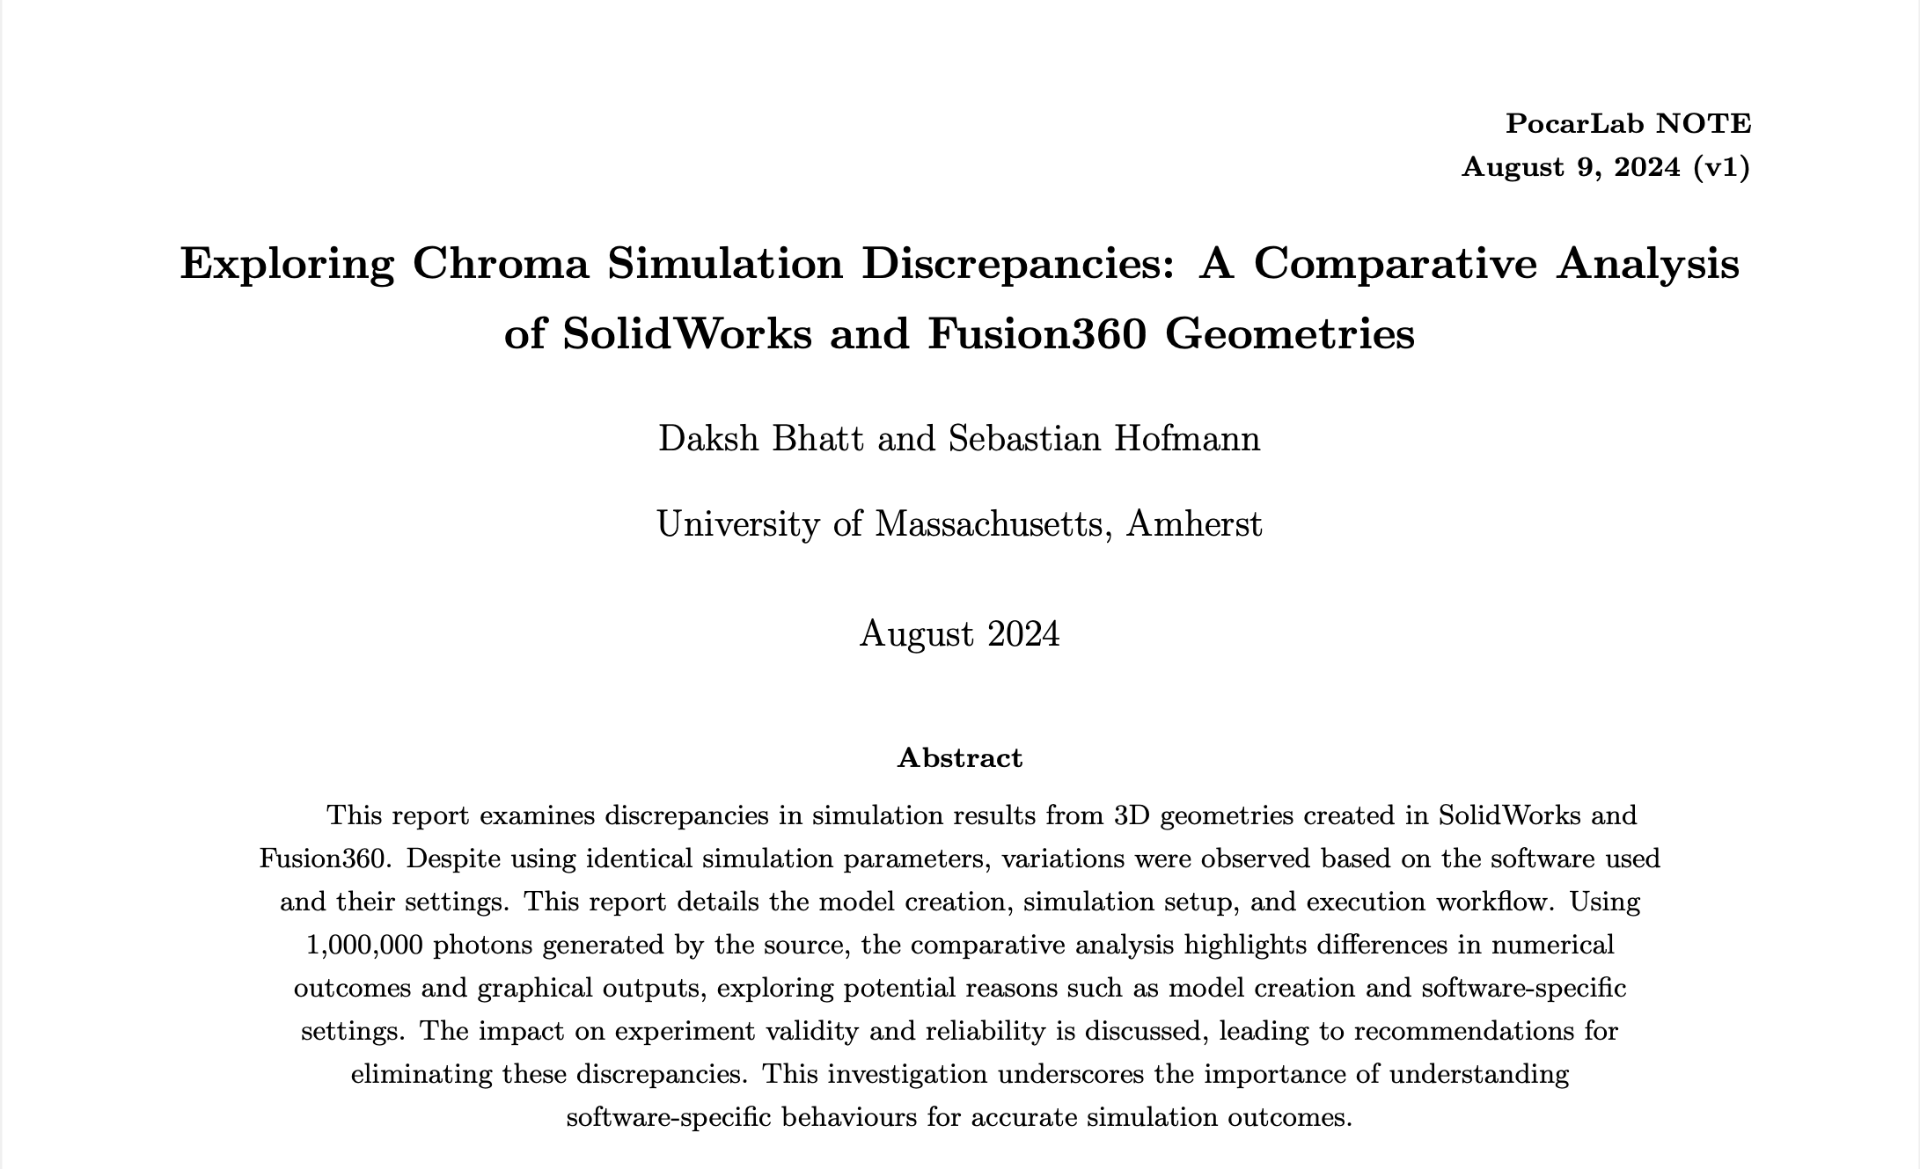 PocarLab NOTE
August 9, 2024 (v1)
Exploring Chroma Simulation Discrepancies: A Comparative Analysis
of SolidWorks and Fusion360 Geometries
Daksh Bhatt and Sebastian Hofmann
University of Massachusetts, Amherst
August 2024
Abstract
This report examines discrepancies in simulation results from 3D geometries created in SolidWorks and
Fusion360. Despite using identical simulation parameters, variations were observed based on the software used
and their settings. This report details the model creation, simulation setup, and execution workflow. Using
1,000,000 photons generated by the source, the comparative analysis highlights differences in numerical
outcomes and graphical outputs, exploring potential reasons such as model creation and software-specific
settings. The impact on experiment validity and reliability is discussed, leading to recommendations for
eliminating these discrepancies. This investigation underscores the importance of understanding
software-specific behaviours for accurate simulation outcomes.